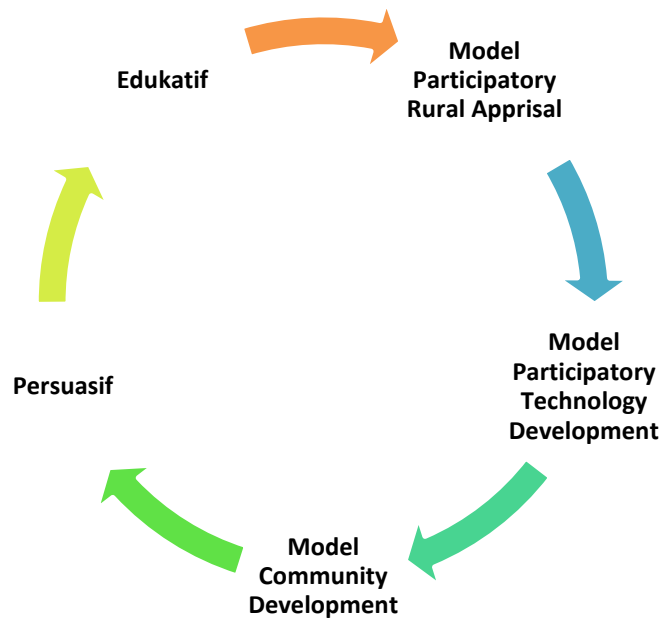 Edukatif
Model
Participatory
Rural Apprisal
Model
Participatory
Technology
Development
Model
Community
Development
Persuasif